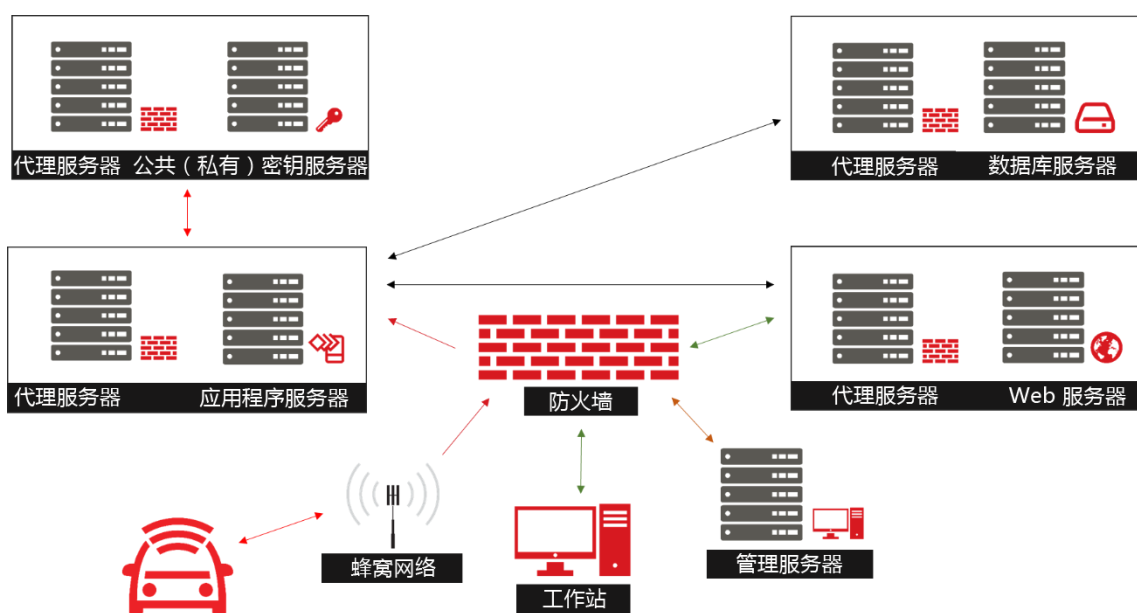 代理服务器 公共（私有）密钥服务器
代理服务器 数据库服务器
代理服务器 应用程序服务器
防火墙
代理服务器 Web 服务器
蜂窝网络
工作站
管理服务器